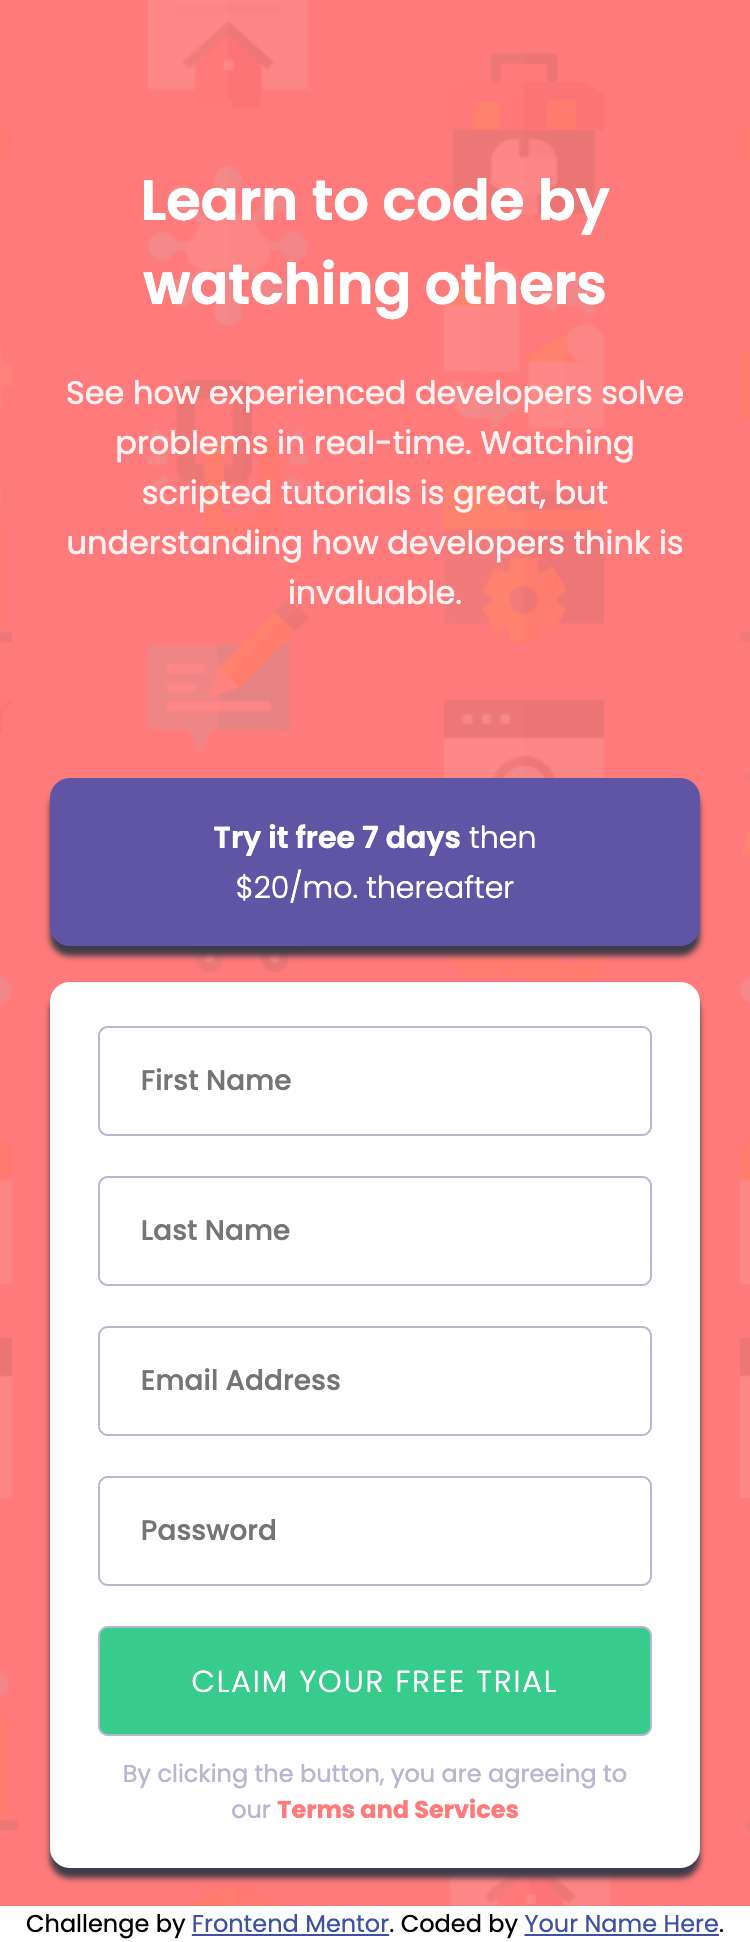 Learn to code by
watching others
See how experienced developers solve
problems in real-time. Watching
scripted tutorials is great, but
understanding how developers think is
invaluable.
Try it free 7 days then
$20/mo. thereafter
First Name
Last Name
Email Address
Password
CLAIM YOUR FREE TRIAL
By clicking the button, you are agreeing to
our Terms and Services
Challenge by Frontend Mentor. Coded by Your Name Here.